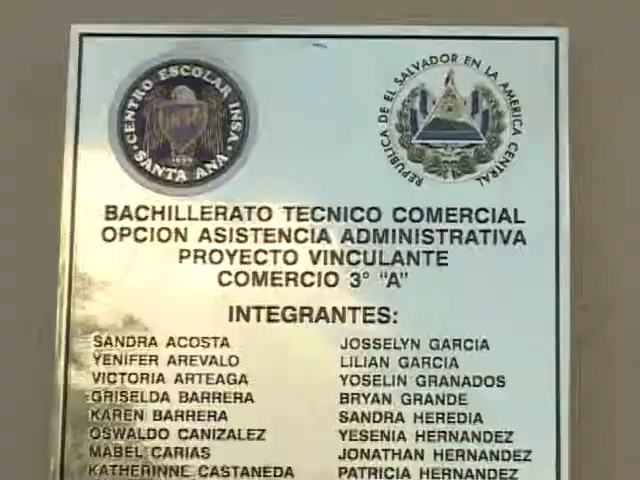 CENTRO ESCOLAR INSA
SANTA ANA
INSA
REPUBLICA DE EL SALVADOR EN LA AMERICA CENTRAL
BACHILLERATO TECNICO COMERCIAL
OPCION ASISTENCIA ADMINISTRATIVA
PROYECTO VINCULANTE
COMERCIO 3° "A"
INTEGRANTES:
SANDRA ACOSTA
YENIFER AREVALO
VICTORIA ARTEAGA
GRISELDA BARRERA
KAREN BARRERA
OSWALDO CANIZALEZ
MABEL CARIAS
KATHERINNE CASTANEDA
JOSSELYN GARCIA
LILIAN GARCIA
YOSELIN GRANADOS
BRYAN GRANDE
SANDRA HEREDIA
YESENIA HERNANDEZ
JONATHAN HERNANDEZ
PATRICIA HERNANDEZ